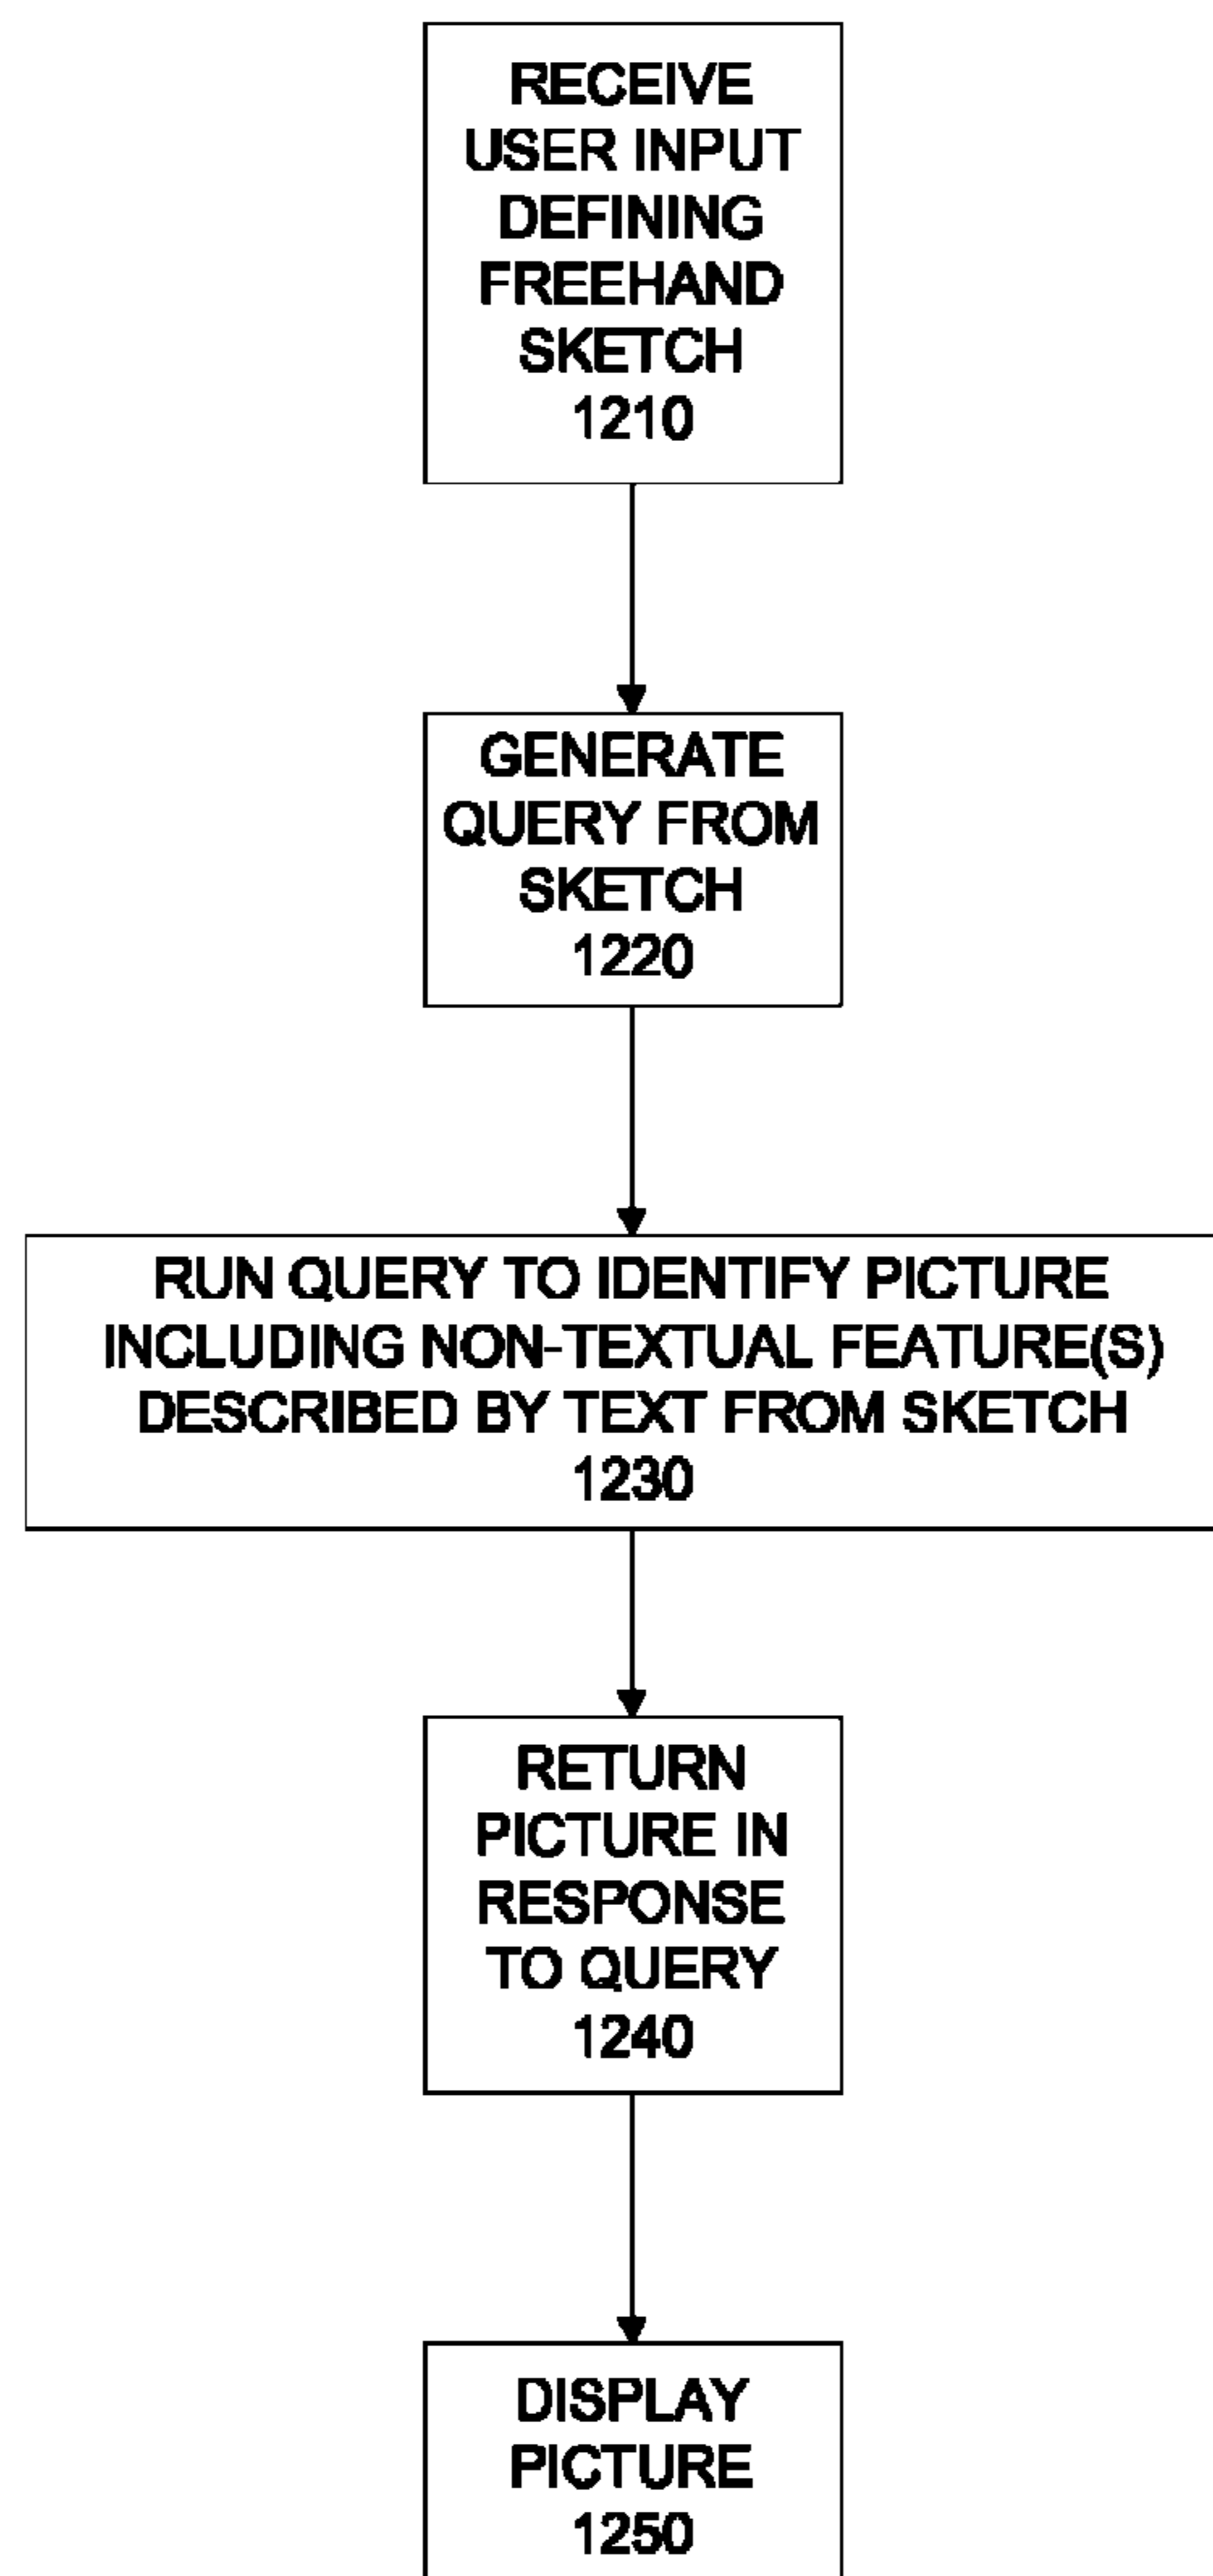 RECEIVE
USER INPUT
DEFINING
FREEHAND
SKETCH
1210
GENERATE
QUERY FROM
SKETCH
1220
RUN QUERY TO IDENTIFY PICTURE
INCLUDING NON-TEXTUAL FEATURE(S)
DESCRIBED BY TEXT FROM SKETCH
1230
RETURN
PICTURE IN
RESPONSE
TO QUERY
1240
DISPLAY
PICTURE
1250